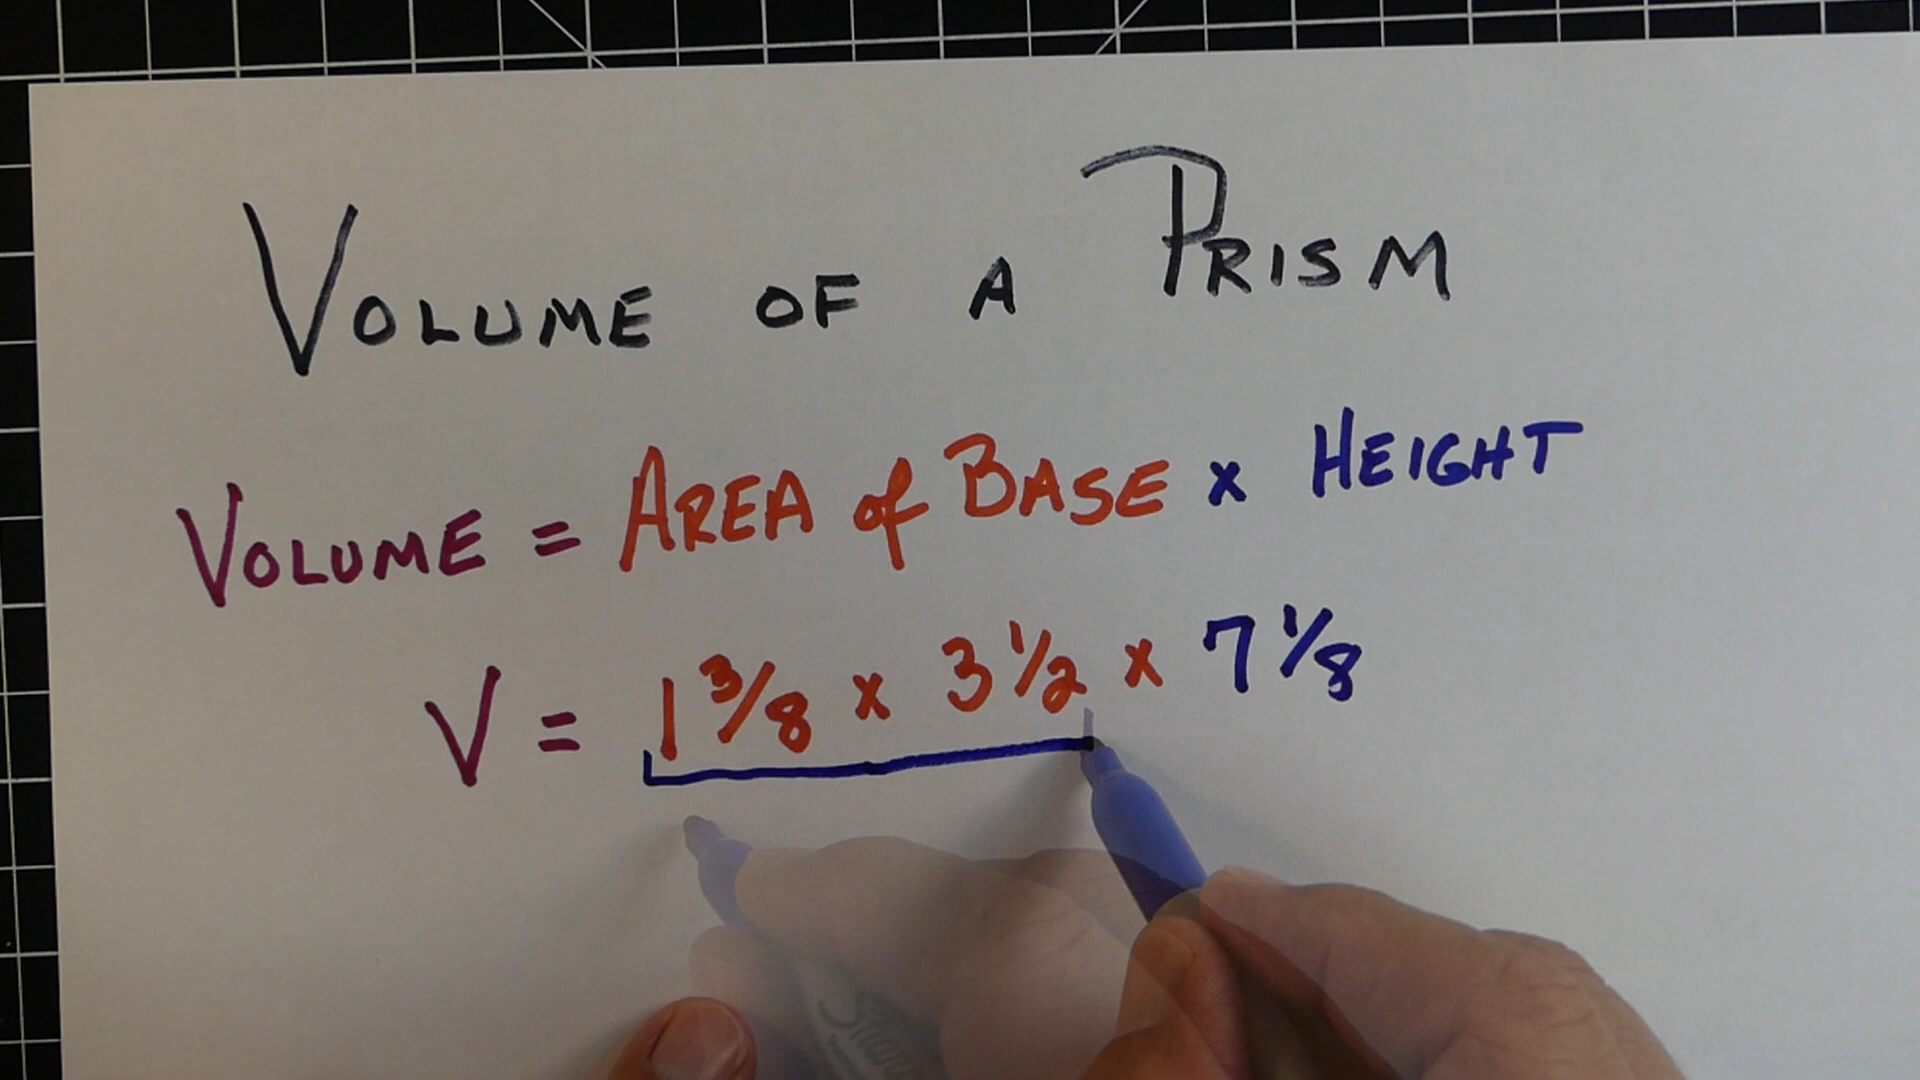 VOLUME OF A PRISM
VOLUME = AREA of BASE x HEIGHT
V = 1 3/8 x 3 1/2 x 7 1/8